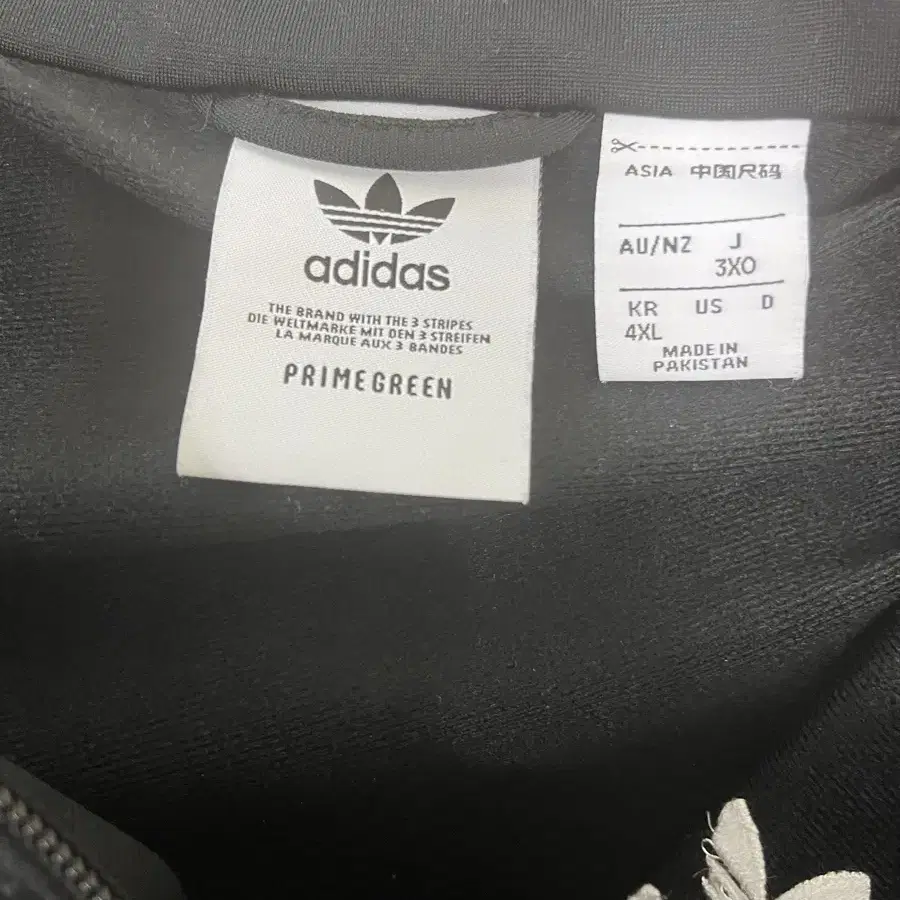 adidas
THE BRAND WITH THE 3 STRIPES
DIE WELTMARKE MIT DEN 3 STREIFEN
LA MARQUE AUX 3 BANDES
PRIMEGREEN
ASIA 中国尺码
AU/NZ J
3XO
KR US D
4XL
MADE IN
PAKISTAN